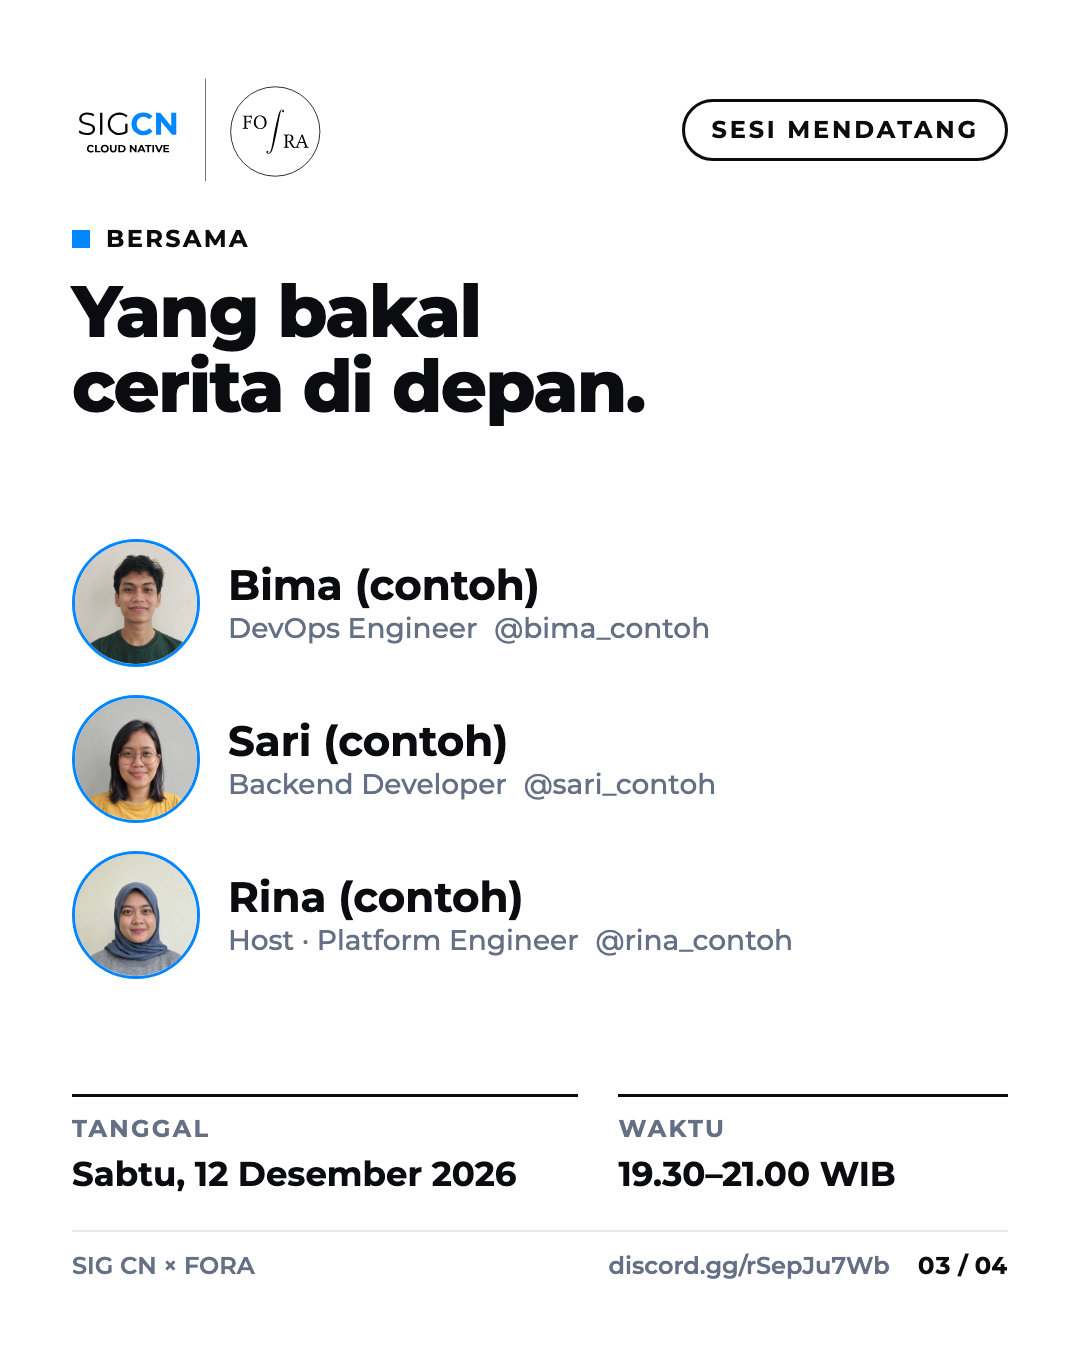 SIGCN
CLOUD NATIVE
FO RA
SESI MENDATANG
BERSAMA
Yang bakal
cerita di depan.
Bima (contoh)
DevOps Engineer @bima_contoh
Sari (contoh)
Backend Developer @sari_contoh
Rina (contoh)
Host · Platform Engineer @rina_contoh
TANGGAL
Sabtu, 12 Desember 2026
WAKTU
19.30–21.00 WIB
SIG CN × FORA
discord.gg/rSepJu7Wb 03 / 04